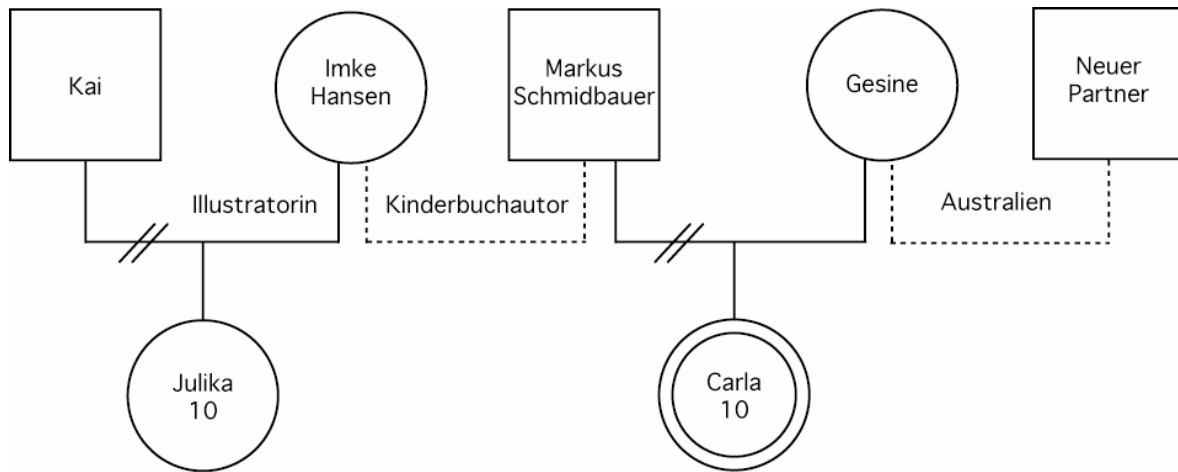 Kai
Imke
Hansen
Markus
Schmidbauer
Gesine
Neuer
Partner
Illustratorin
Kinderbuchautor
Australien
Julika
10
Carla
10